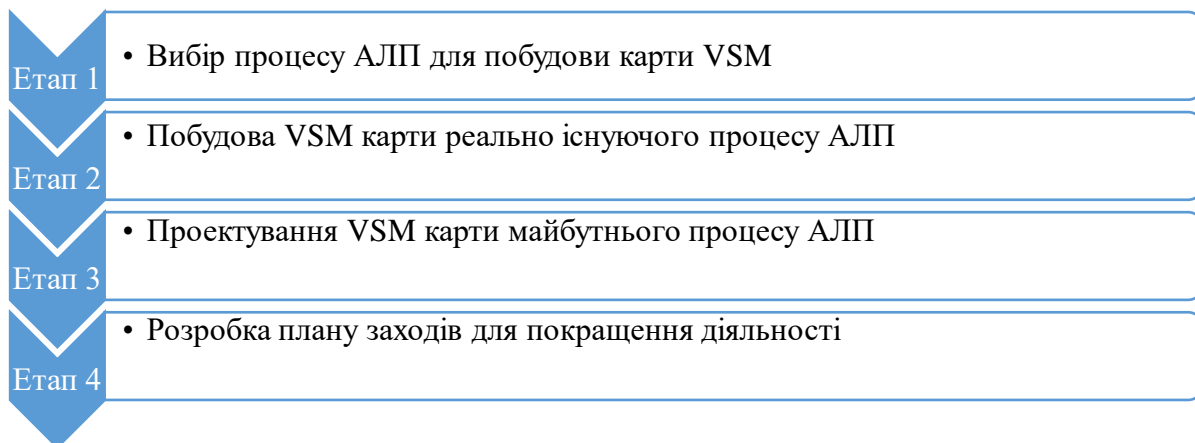 Етап 1
• Вибір процесу АЛП для побудови карти VSM
Етап 2
• Побудова VSM карти реально існуючого процесу АЛП
Етап 3
• Проектування VSM карти майбутнього процесу АЛП
Етап 4
• Розробка плану заходів для покращення діяльності